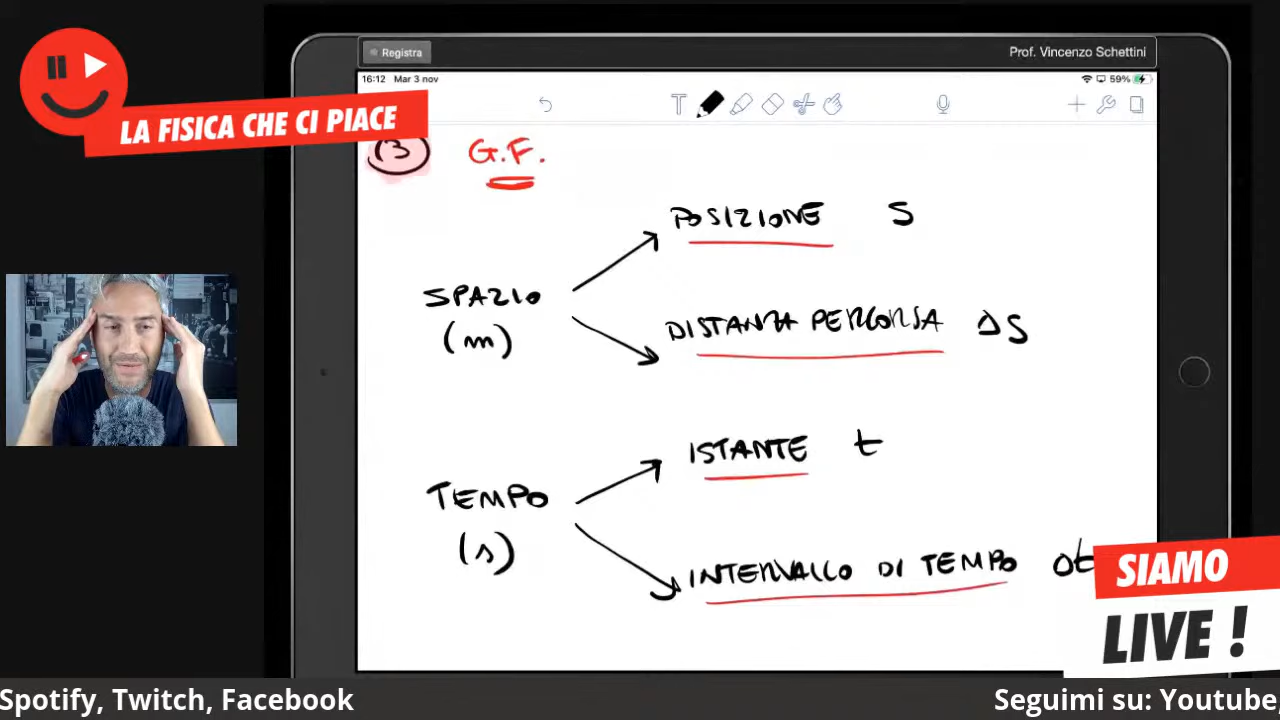 Registra
Prof. Vincenzo Schettini
16:12 Mar 3 nov
59%
LA FISICA CHE CI PIACE
T
3 G.F.
POSIZIONE S
SPAZIO
(m)
DISTANZA PERCORSA ΔS
ISTANTE t
TEMPO
(s)
INTERVALLO DI TEMPO Δt
SIAMO
LIVE !
Spotify, Twitch, Facebook
Seguimi su: Youtube,